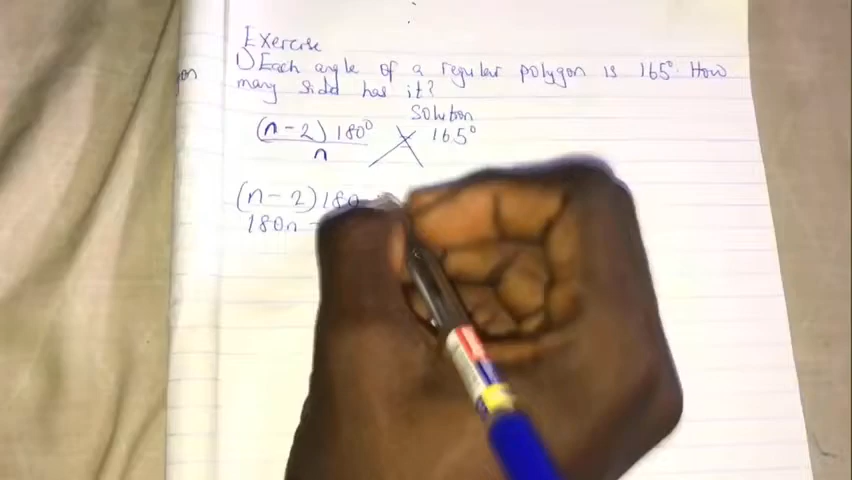 Exercise
1) Each angle of a regular polygon is 165°. How
many sidd has it?
Solution
(n-2) 180° 165°
n
(n-2)180
180n -